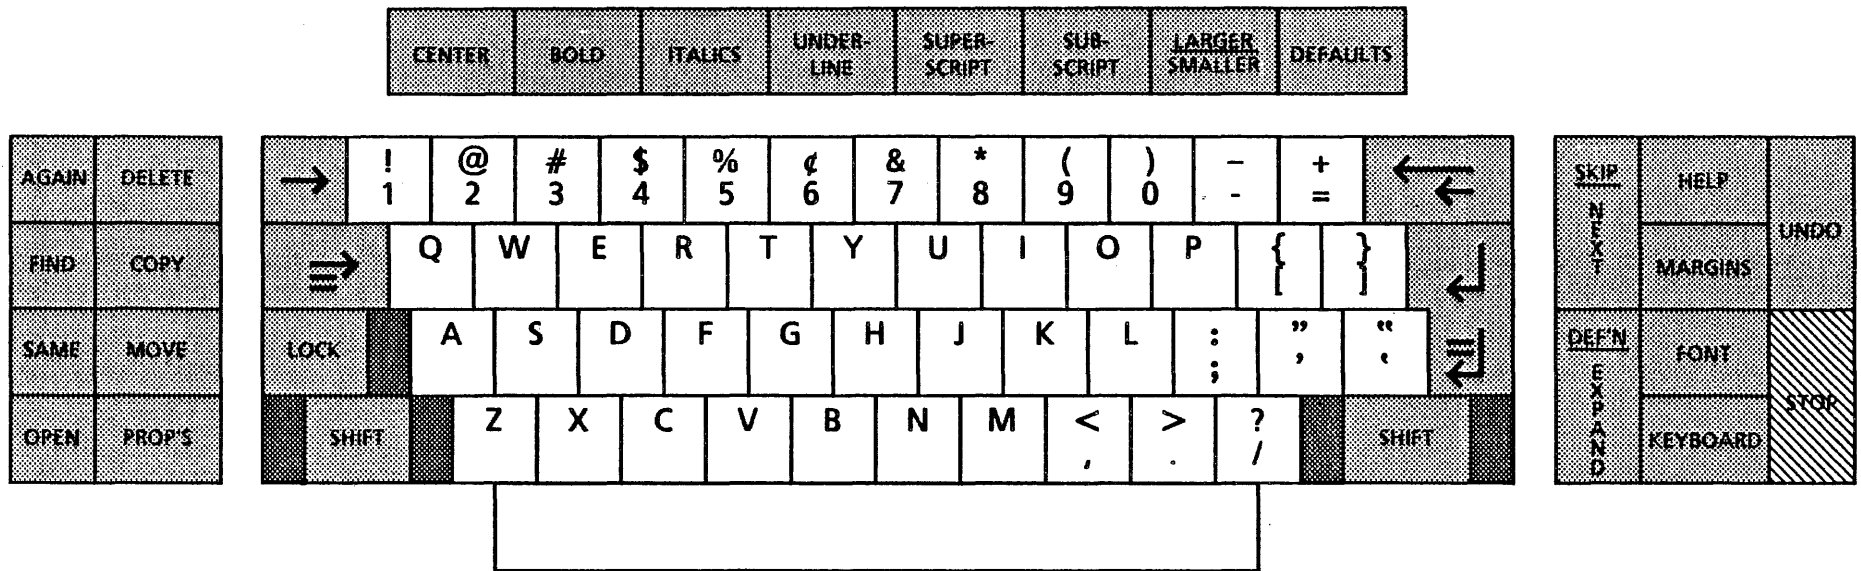 CENTER BOLD ITALICS UNDER- SUPER- SUB- LARGER DEFAULTS
LINE SCRIPT SCRIPT SMALLER
AGAIN DELETE → ! @ # $ % ¢ & * ( ) — + ← SKIP HELP UNDO
1 2 3 4 5 6 7 8 9 0 - = ← NEXT
FIND COPY Q W E R T Y U I O P { } MARGINS
[ ]
SAME MOVE LOCK A S D F G H J K L : ” “ DEF'N FONT STOP
; ’ ‘ EXPAND
OPEN PROP'S SHIFT Z X C V B N M < > ? SHIFT KEYBOARD
, . /